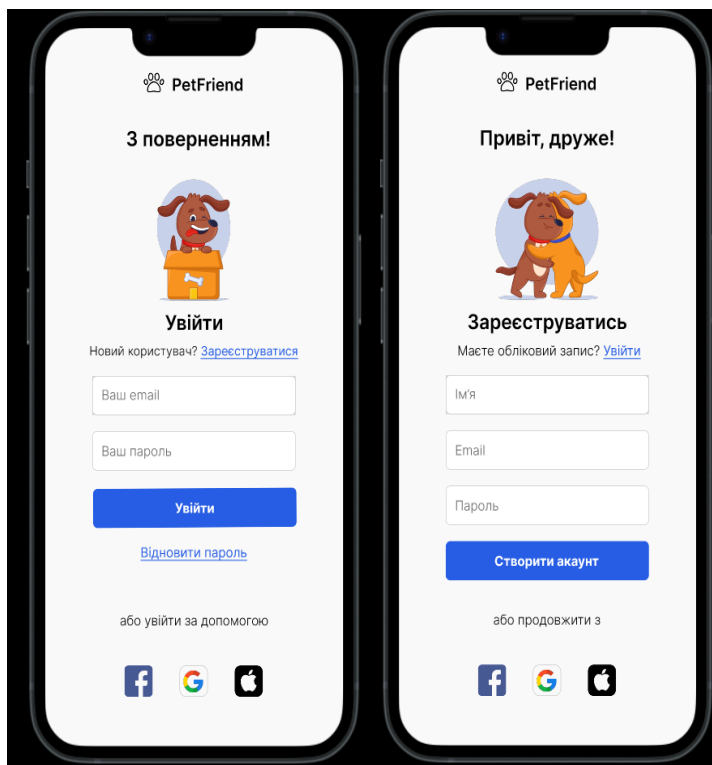 PetFriend
З поверненням!
Увійти
Новий користувач? Зареєструватися
Ваш email
Ваш пароль
Увійти
Відновити пароль
або увійти за допомогою
PetFriend
Привіт, друже!
Зареєструватись
Маєте обліковий запис? Увійти
Ім'я
Email
Пароль
Створити акаунт
або продовжити з